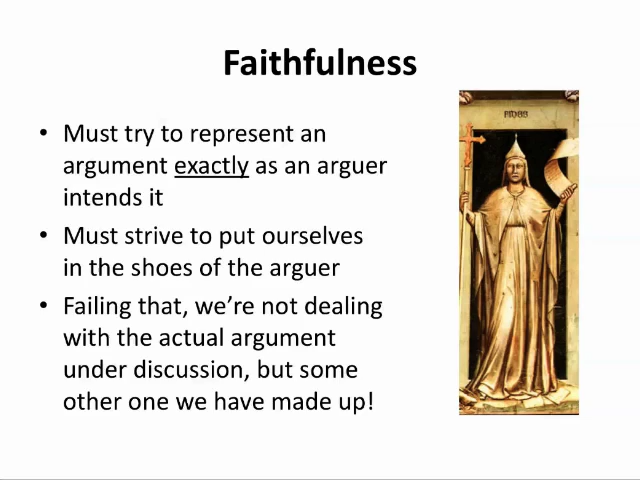 Faithfulness
FIDES
• Must try to represent an
argument exactly as an arguer
intends it
• Must strive to put ourselves
in the shoes of the arguer
• Failing that, we're not dealing
with the actual argument
under discussion, but some
other one we have made up!